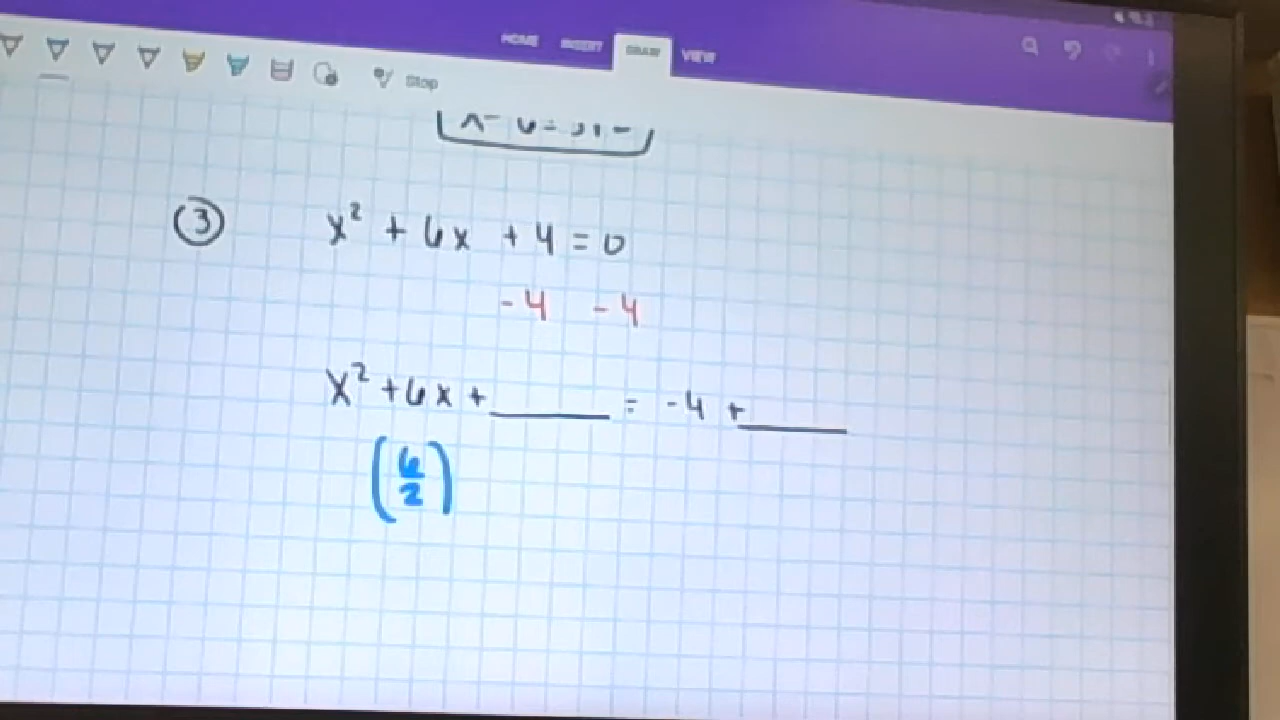 HOME INSERT DRAW VIEW
Stop
③ x² + 6x + 4 = 0
-4 -4
x² + 6x + ____ = -4 + ____
(6/2)